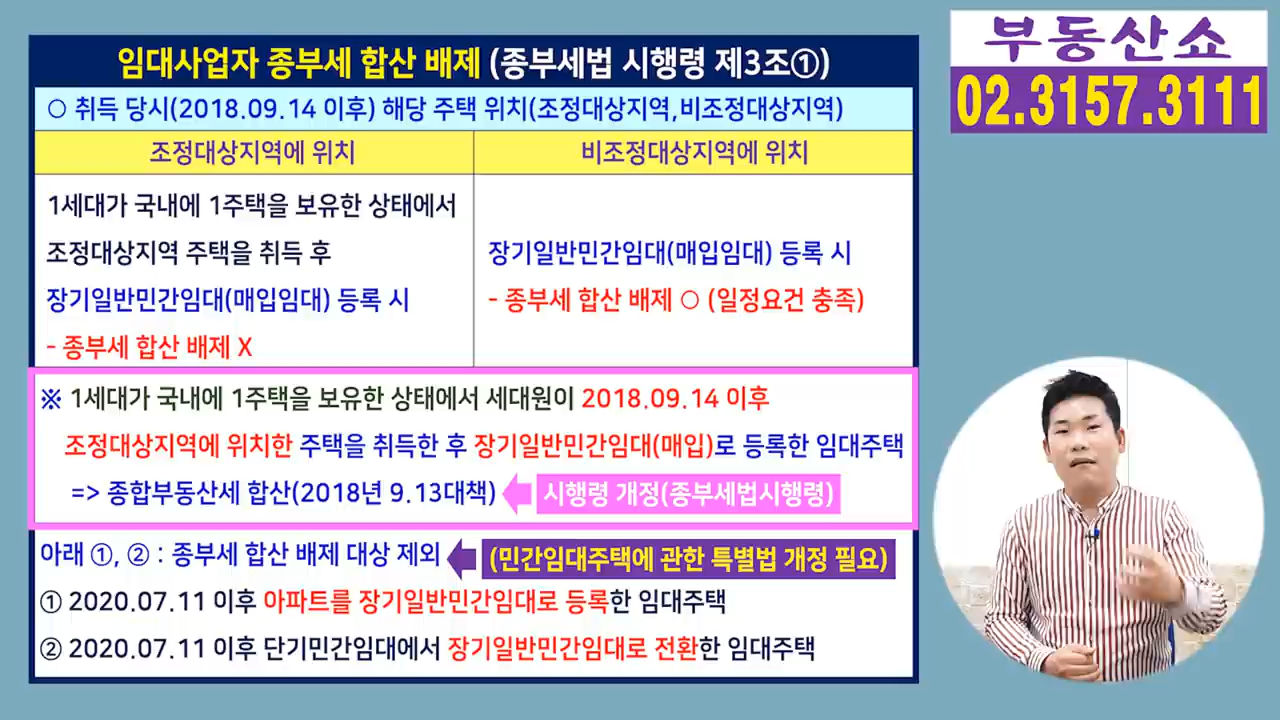 부동산쇼
02.3157.3111
임대사업자 종부세 합산 배제 (종부세법 시행령 제3조①)
○ 취득 당시(2018.09.14 이후) 해당 주택 위치(조정대상지역,비조정대상지역)
조정대상지역에 위치
비조정대상지역에 위치
1세대가 국내에 1주택을 보유한 상태에서
조정대상지역 주택을 취득 후
장기일반민간임대(매입임대) 등록 시
- 종부세 합산 배제 X
장기일반민간임대(매입임대) 등록 시
- 종부세 합산 배제 ○ (일정요건 충족)
※ 1세대가 국내에 1주택을 보유한 상태에서 세대원이 2018.09.14 이후
조정대상지역에 위치한 주택을 취득한 후 장기일반민간임대(매입)로 등록한 임대주택
=> 종합부동산세 합산(2018년 9.13대책) 시행령 개정(종부세법시행령)
아래 ①, ② : 종부세 합산 배제 대상 제외 (민간임대주택에 관한 특별법 개정 필요)
① 2020.07.11 이후 아파트를 장기일반민간임대로 등록한 임대주택
② 2020.07.11 이후 단기민간임대에서 장기일반민간임대로 전환한 임대주택